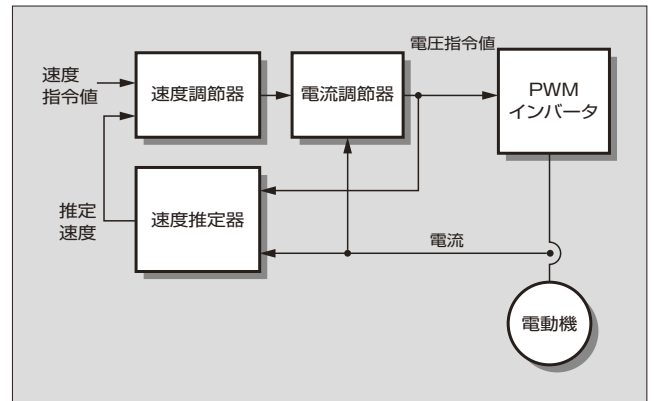 電圧指令値
速度
指令値
速度調節器
電流調節器
PWM
インバータ
推定
速度
速度推定器
電流
電動機